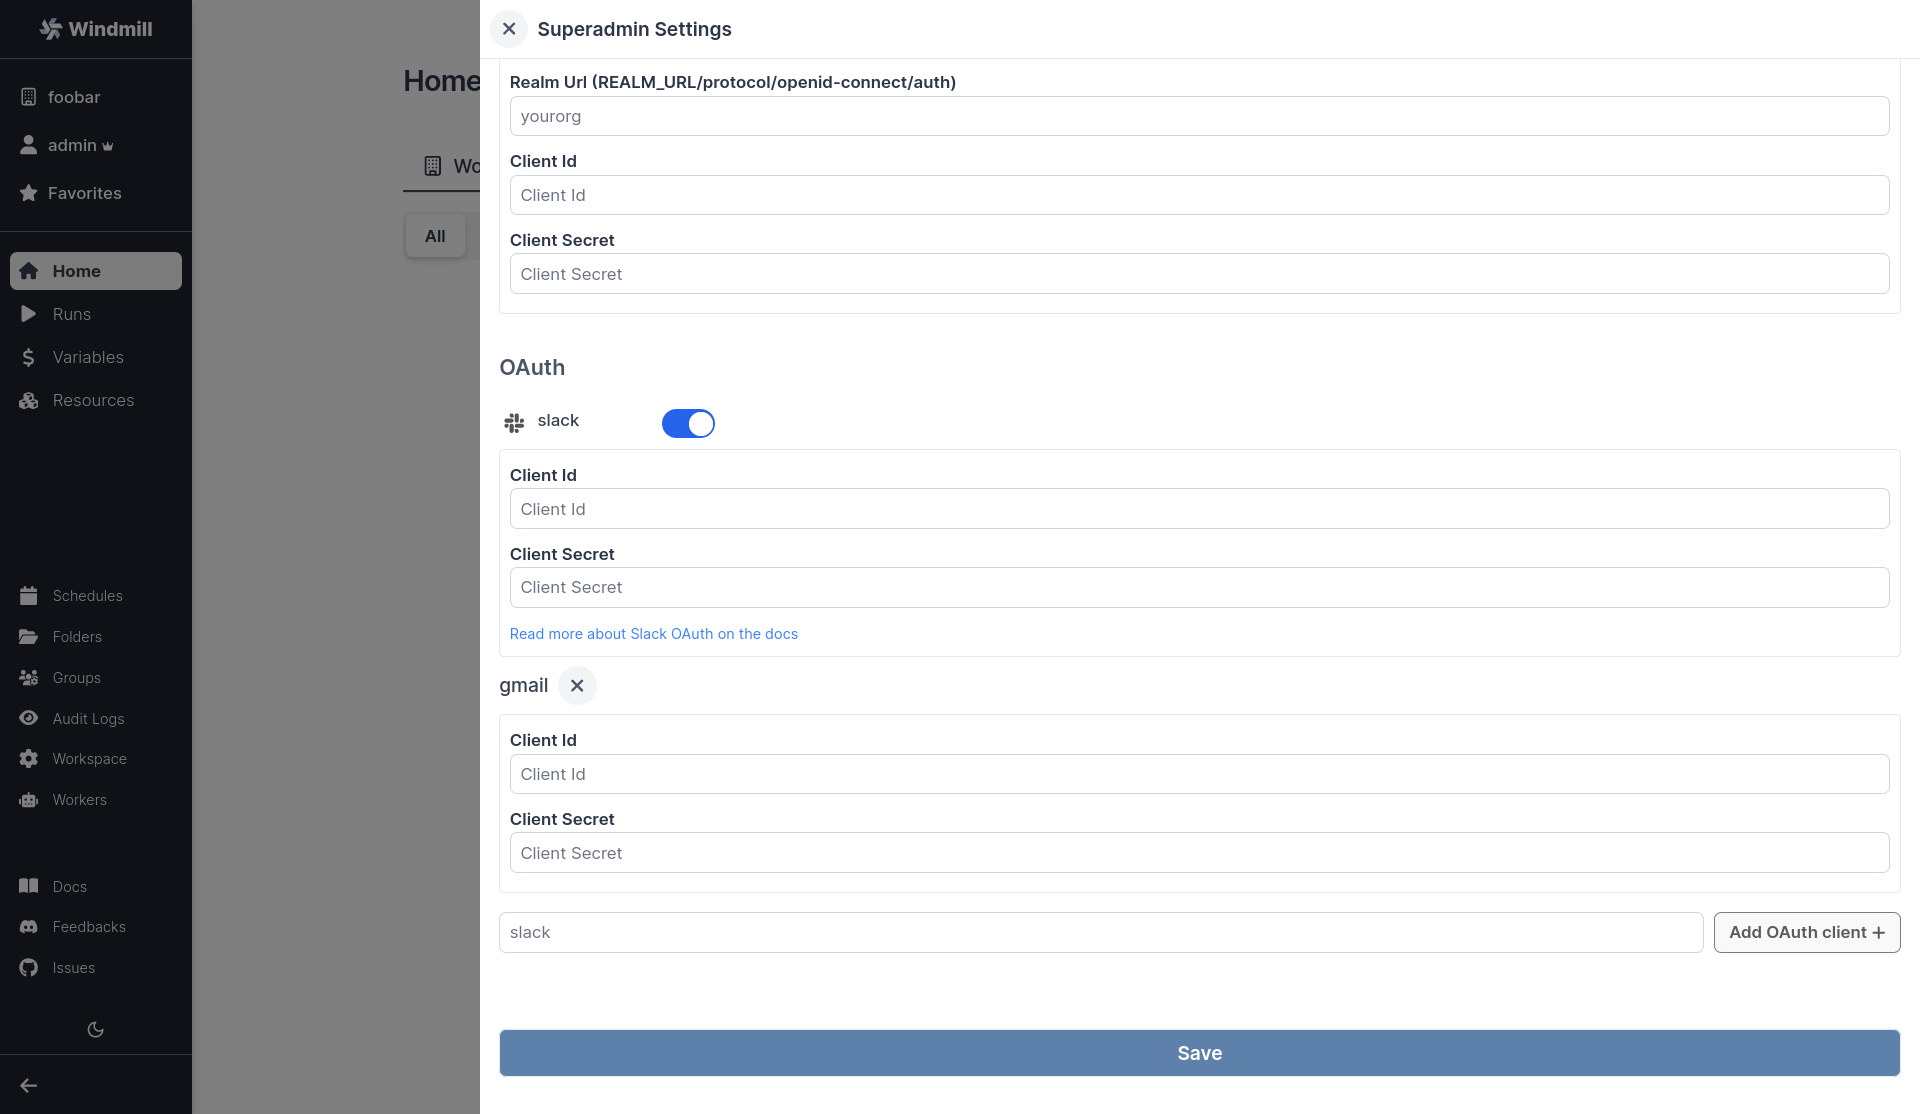 Windmill
foobar
admin
Favorites
Home
Runs
Variables
Resources
Schedules
Folders
Groups
Audit Logs
Workspace
Workers
Docs
Feedbacks
Issues
Home
Wo
All
Superadmin Settings
Realm Url (REALM_URL/protocol/openid-connect/auth)
yourorg
Client Id
Client Id
Client Secret
Client Secret
OAuth
slack
Client Id
Client Id
Client Secret
Client Secret
Read more about Slack OAuth on the docs
gmail
Client Id
Client Id
Client Secret
Client Secret
slack
Add OAuth client +
Save